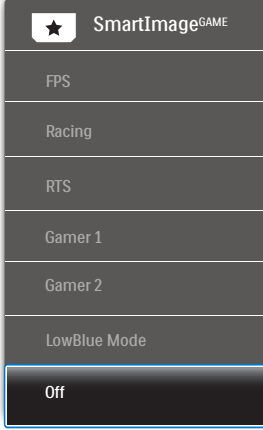 SmartImageGAME
FPS
Racing
RTS
Gamer 1
Gamer 2
LowBlue Mode
Off